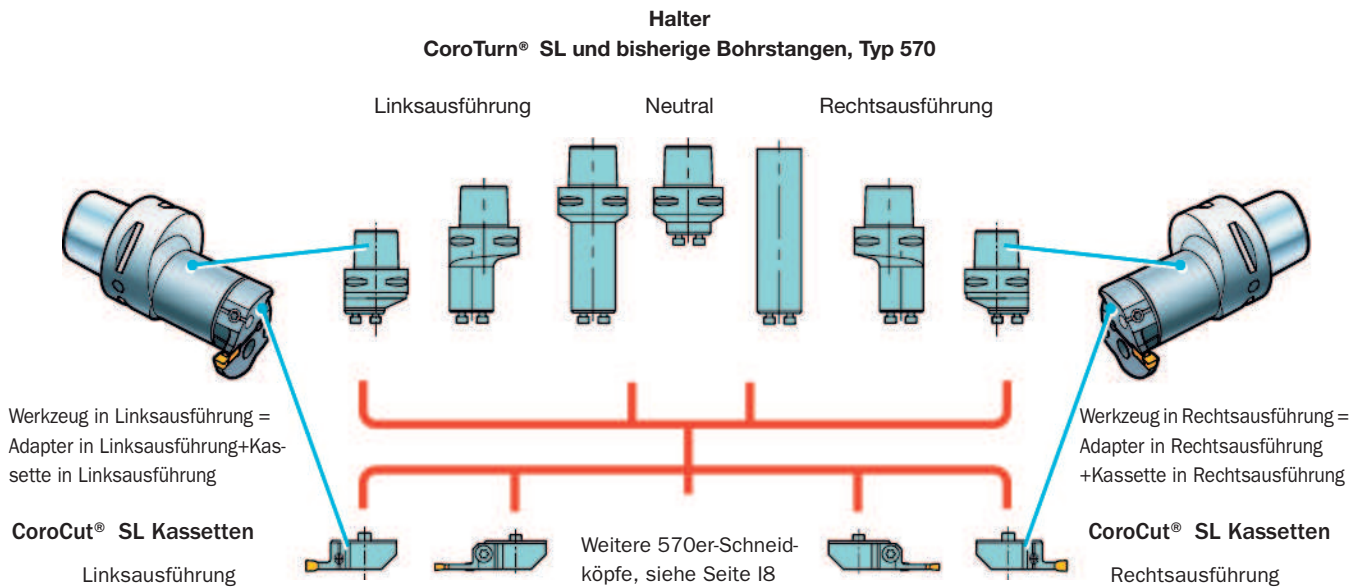 Halter
CoroTurn® SL und bisherige Bohrstangen, Typ 570
Linksausführung
Neutral
Rechtsausführung
Werkzeug in Linksausführung =
Adapter in Linksausführung+Kas-
sette in Linksausführung
Werkzeug in Rechtsausführung =
Adapter in Rechtsausführung
+Kassette in Rechtsausführung
CoroCut® SL Kassetten
Linksausführung
Weitere 570er-Schneid-
köpfe, siehe Seite I8
CoroCut® SL Kassetten
Rechtsausführung